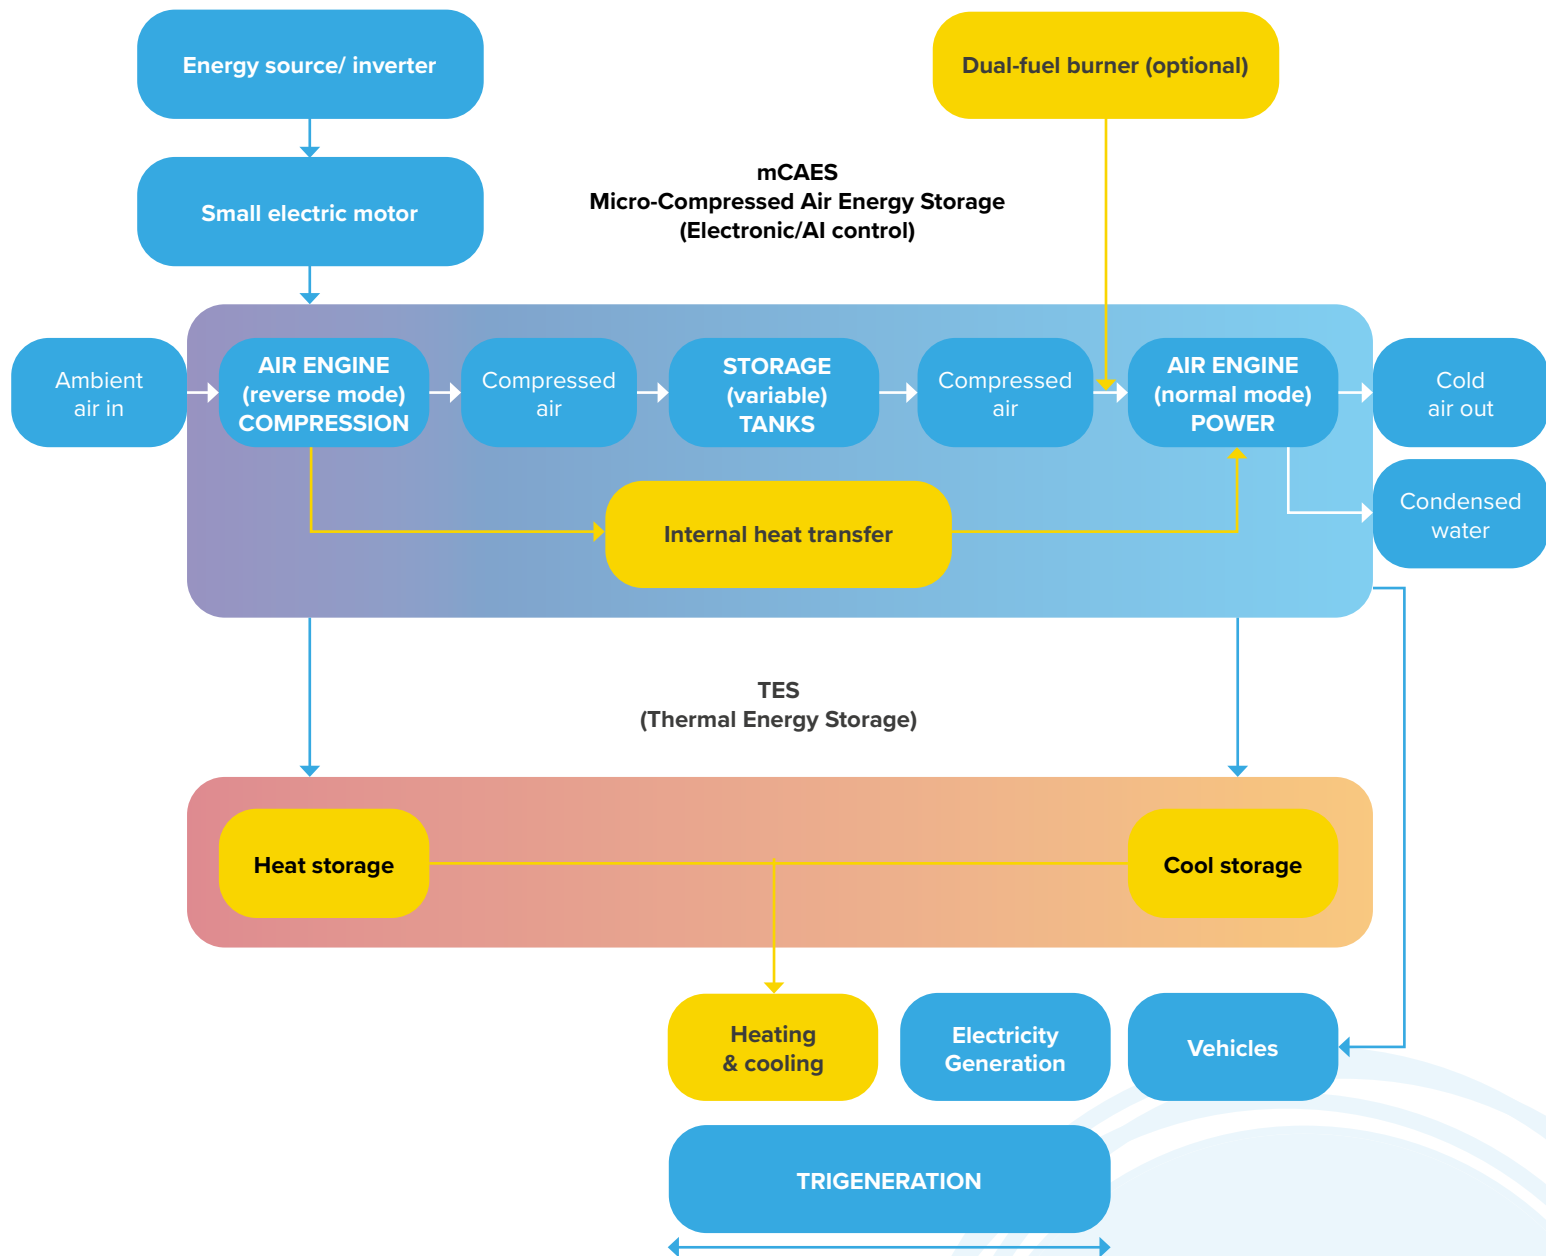 Energy source/ inverter
Dual-fuel burner (optional)
Small electric motor
mCAES
Micro-Compressed Air Energy Storage
(Electronic/AI control)
Ambient
air in
AIR ENGINE
(reverse mode)
COMPRESSION
Compressed
air
STORAGE
(variable)
TANKS
Compressed
air
AIR ENGINE
(normal mode)
POWER
Cold
air out
Condensed
water
Internal heat transfer
TES
(Thermal Energy Storage)
Heat storage
Cool storage
Heating
& cooling
Electricity
Generation
Vehicles
TRIGENERATION